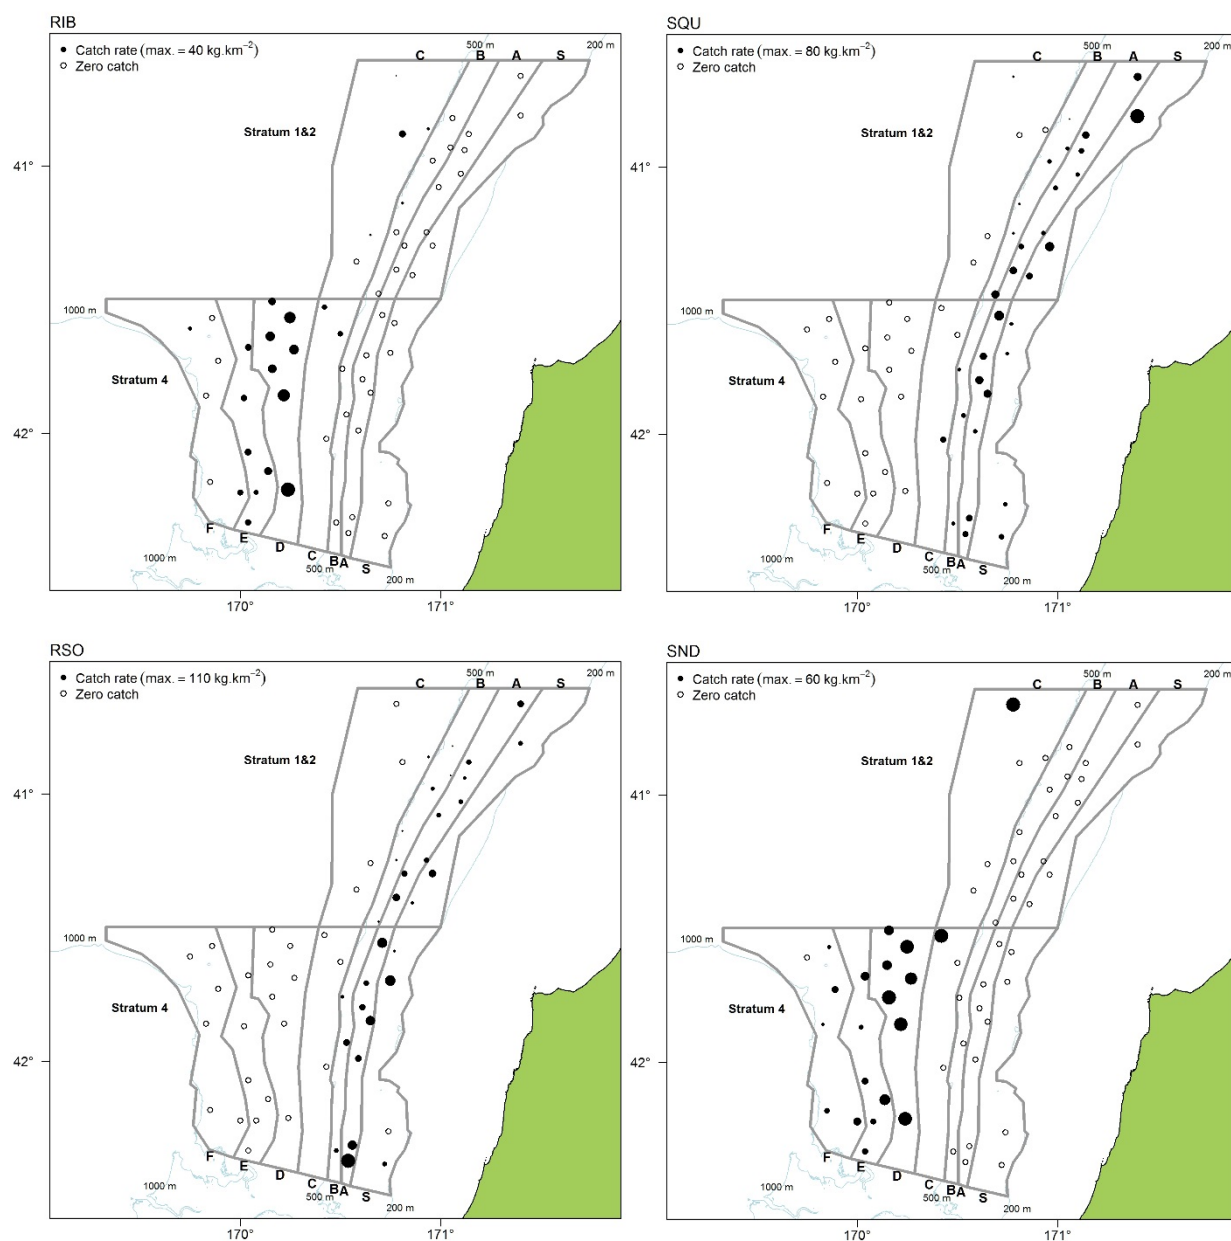 RIB
● Catch rate (max. = 40 kg.km⁻²)
○ Zero catch
500 m
200 m
C B A S
Stratum 1&2
41°
1000 m
Stratum 4
42°
F E D C B A S
1000 m
500 m
200 m
170° 171°
SQU
● Catch rate (max. = 80 kg.km⁻²)
○ Zero catch
500 m
200 m
C B A S
Stratum 1&2
41°
1000 m
Stratum 4
42°
F E D C B A S
1000 m
500 m
200 m
170° 171°
RSO
● Catch rate (max. = 110 kg.km⁻²)
○ Zero catch
500 m
200 m
C B A S
Stratum 1&2
41°
1000 m
Stratum 4
42°
F E D C B A S
1000 m
500 m
200 m
170° 171°
SND
● Catch rate (max. = 60 kg.km⁻²)
○ Zero catch
500 m
200 m
C B A S
Stratum 1&2
41°
1000 m
Stratum 4
42°
F E D C B A S
1000 m
500 m
200 m
170° 171°